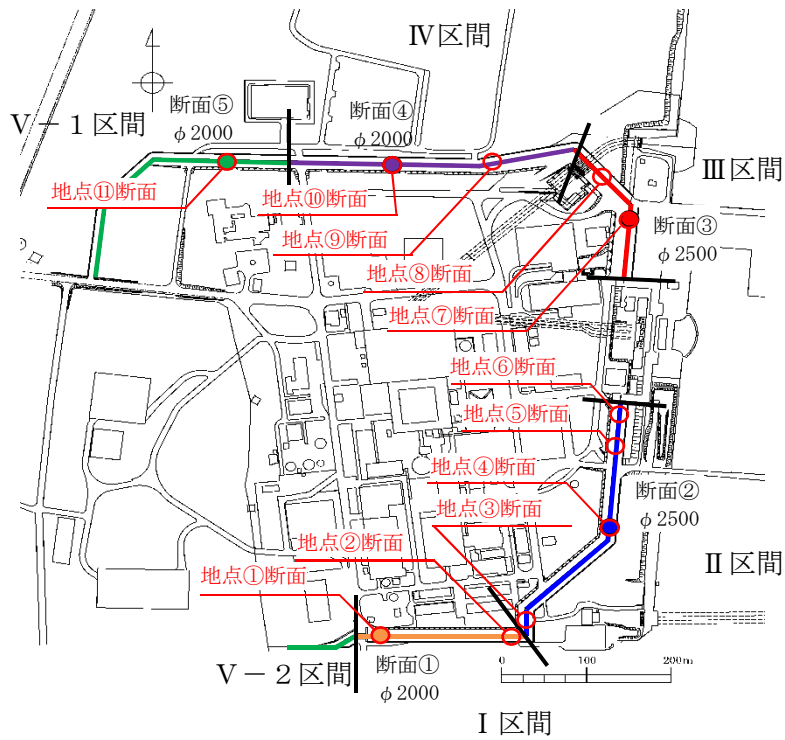 Ⅳ区間
断面⑤
φ2000
断面④
φ2000
Ⅴ－１区間
Ⅲ区間
地点⑪断面
地点⑩断面
地点⑨断面
断面③
φ2500
地点⑧断面
地点⑦断面
地点⑥断面
地点⑤断面
地点④断面
断面②
φ2500
地点③断面
地点②断面
地点①断面
Ⅱ区間
断面①
φ2000
Ⅴ－２区間
0 100 200m
Ⅰ区間